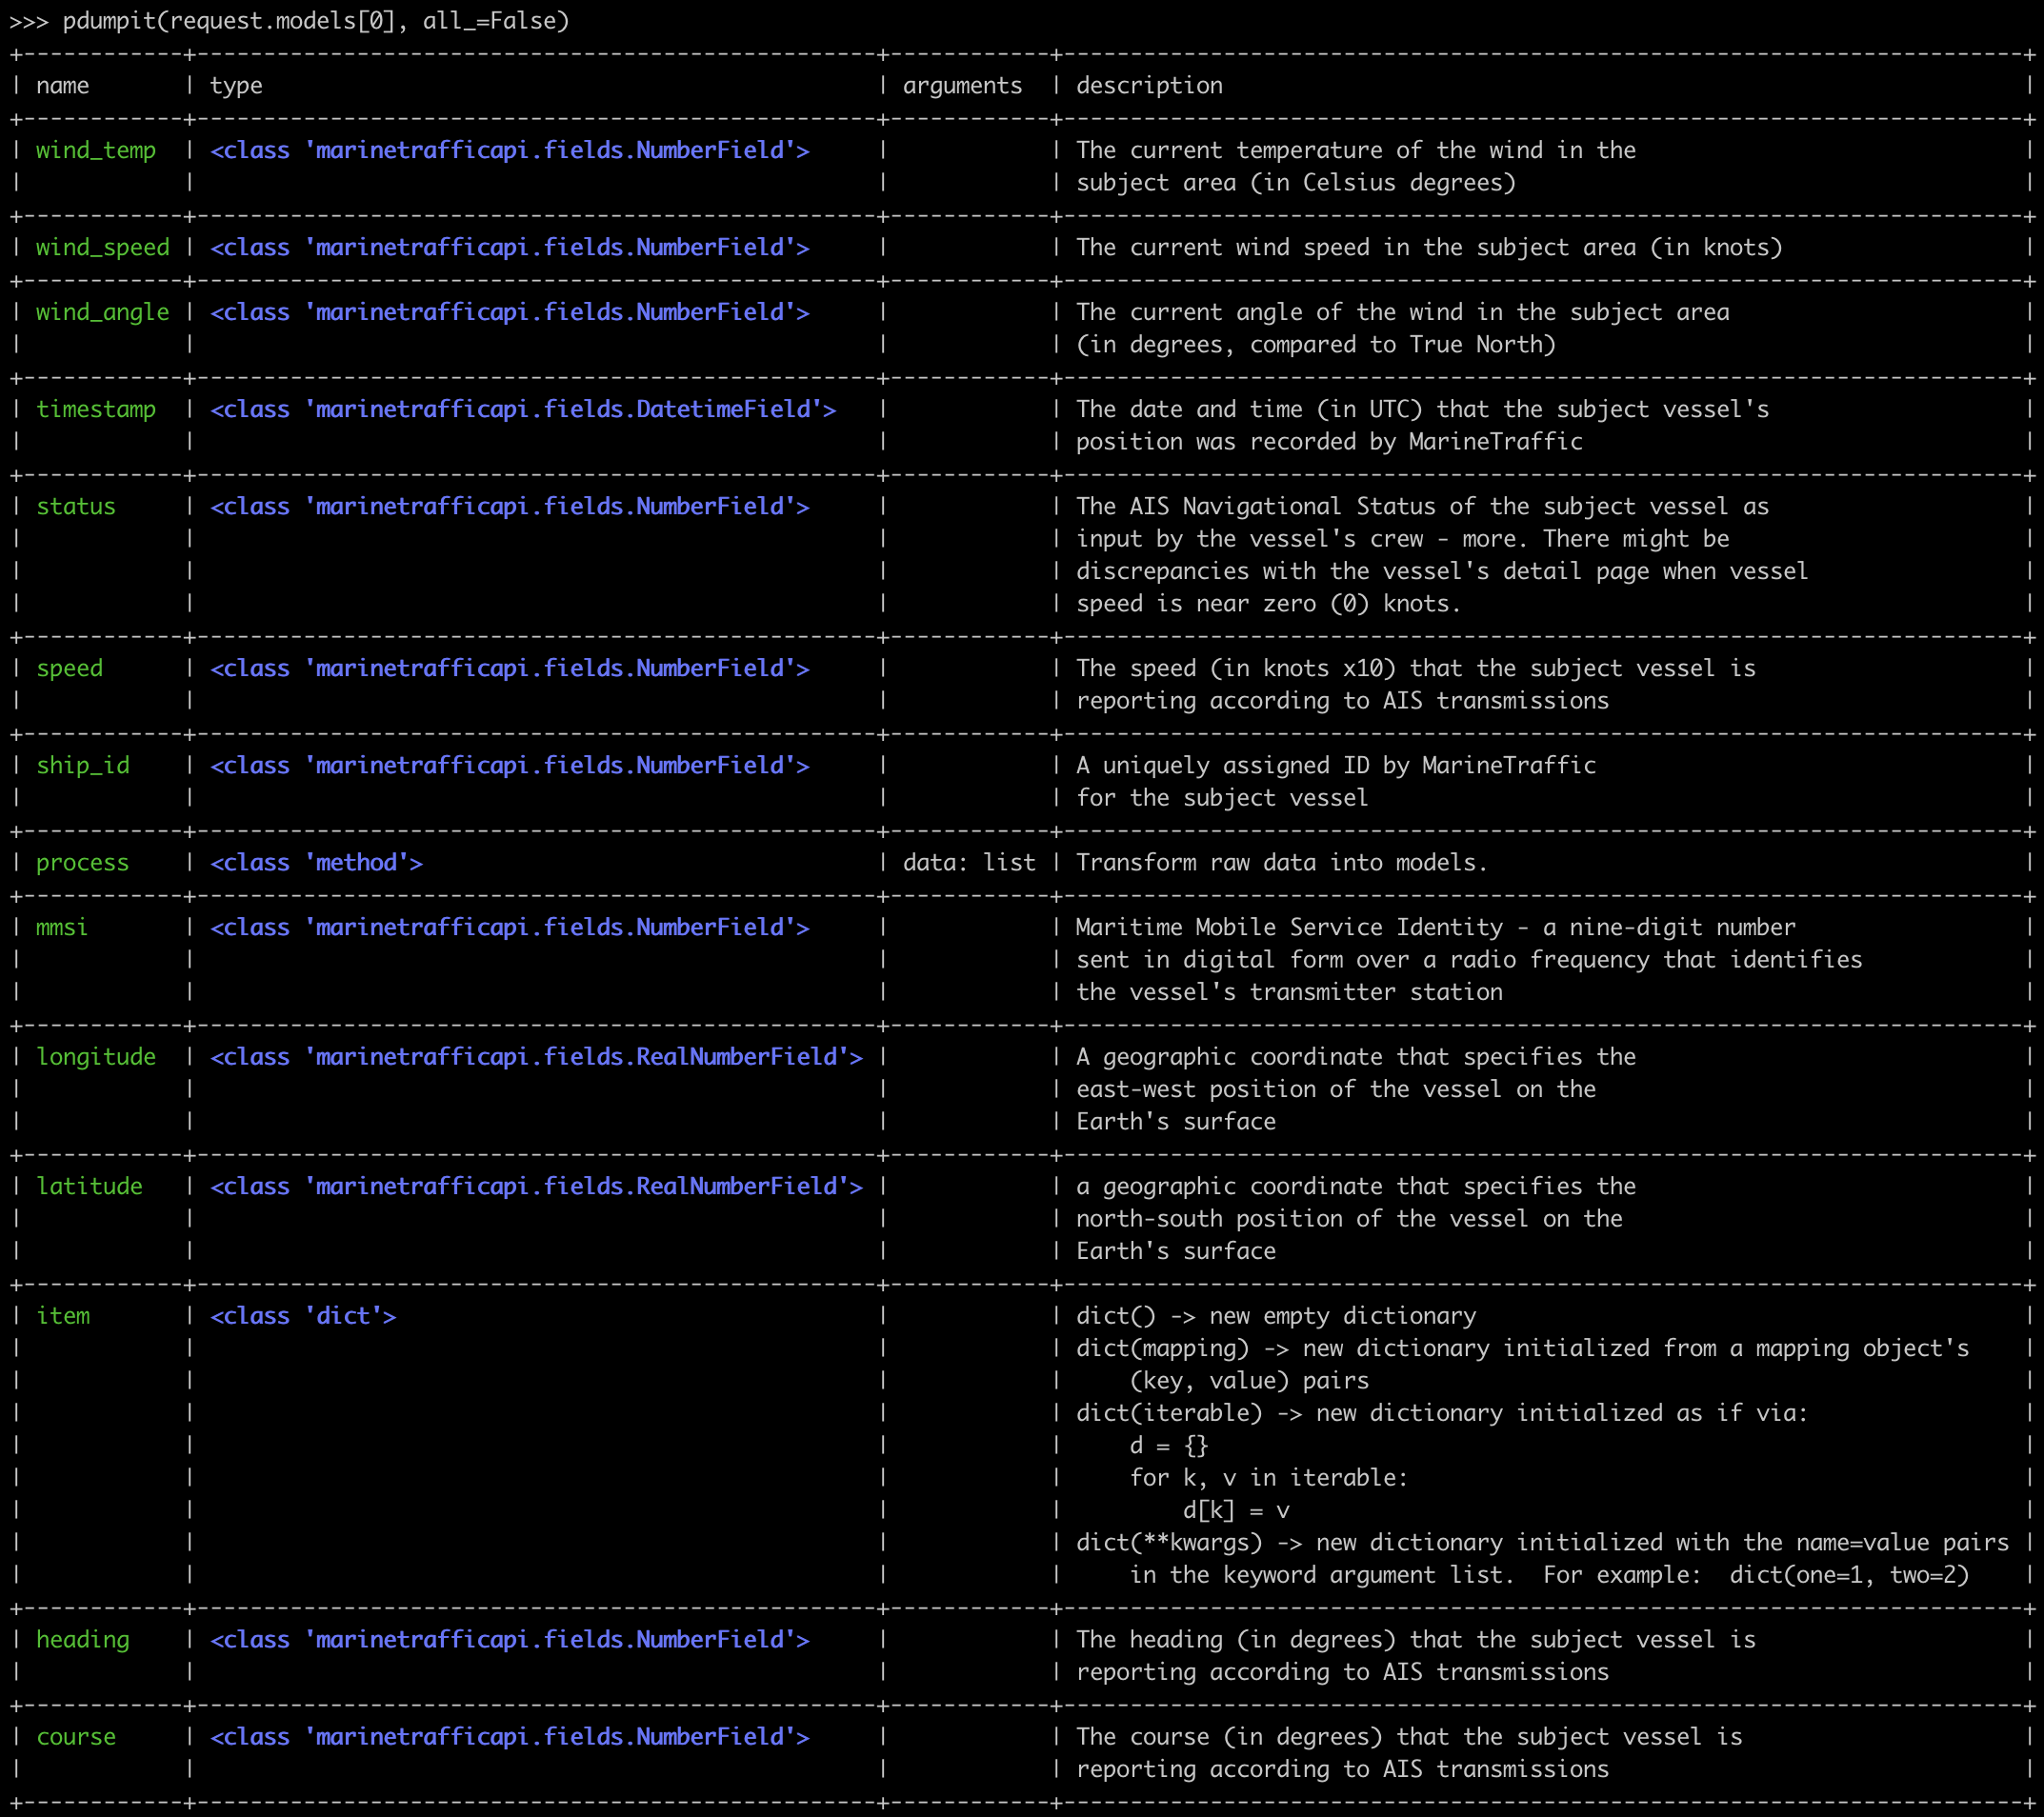 >>> pdumpit(request.models[0], all_=False)
+------------+---------------------------------------------------+------------+------------------------------------------------------------------------+
| name       | type                                              | arguments  | description                                                            |
+------------+---------------------------------------------------+------------+------------------------------------------------------------------------+
| wind_temp  | <class 'marinetrafficapi.fields.NumberField'>     |            | The current temperature of the wind in the                             |
|            |                                                   |            | subject area (in Celsius degrees)                                      |
+------------+---------------------------------------------------+------------+------------------------------------------------------------------------+
| wind_speed | <class 'marinetrafficapi.fields.NumberField'>     |            | The current wind speed in the subject area (in knots)                  |
+------------+---------------------------------------------------+------------+------------------------------------------------------------------------+
| wind_angle | <class 'marinetrafficapi.fields.NumberField'>     |            | The current angle of the wind in the subject area                      |
|            |                                                   |            | (in degrees, compared to True North)                                   |
+------------+---------------------------------------------------+------------+------------------------------------------------------------------------+
| timestamp  | <class 'marinetrafficapi.fields.DatetimeField'>   |            | The date and time (in UTC) that the subject vessel's                   |
|            |                                                   |            | position was recorded by MarineTraffic                                 |
+------------+---------------------------------------------------+------------+------------------------------------------------------------------------+
| status     | <class 'marinetrafficapi.fields.NumberField'>     |            | The AIS Navigational Status of the subject vessel as                   |
|            |                                                   |            | input by the vessel's crew - more. There might be                      |
|            |                                                   |            | discrepancies with the vessel's detail page when vessel                |
|            |                                                   |            | speed is near zero (0) knots.                                          |
+------------+---------------------------------------------------+------------+------------------------------------------------------------------------+
| speed      | <class 'marinetrafficapi.fields.NumberField'>     |            | The speed (in knots x10) that the subject vessel is                    |
|            |                                                   |            | reporting according to AIS transmissions                               |
+------------+---------------------------------------------------+------------+------------------------------------------------------------------------+
| ship_id    | <class 'marinetrafficapi.fields.NumberField'>     |            | A uniquely assigned ID by MarineTraffic                                |
|            |                                                   |            | for the subject vessel                                                 |
+------------+---------------------------------------------------+------------+------------------------------------------------------------------------+
| process    | <class 'method'>                                  | data: list | Transform raw data into models.                                        |
+------------+---------------------------------------------------+------------+------------------------------------------------------------------------+
| mmsi       | <class 'marinetrafficapi.fields.NumberField'>     |            | Maritime Mobile Service Identity - a nine-digit number                 |
|            |                                                   |            | sent in digital form over a radio frequency that identifies            |
|            |                                                   |            | the vessel's transmitter station                                       |
+------------+---------------------------------------------------+------------+------------------------------------------------------------------------+
| longitude  | <class 'marinetrafficapi.fields.RealNumberField'> |            | A geographic coordinate that specifies the                             |
|            |                                                   |            | east-west position of the vessel on the                                |
|            |                                                   |            | Earth's surface                                                        |
+------------+---------------------------------------------------+------------+------------------------------------------------------------------------+
| latitude   | <class 'marinetrafficapi.fields.RealNumberField'> |            | a geographic coordinate that specifies the                             |
|            |                                                   |            | north-south position of the vessel on the                              |
|            |                                                   |            | Earth's surface                                                        |
+------------+---------------------------------------------------+------------+------------------------------------------------------------------------+
| item       | <class 'dict'>                                    |            | dict() -> new empty dictionary                                         |
|            |                                                   |            | dict(mapping) -> new dictionary initialized from a mapping object's    |
|            |                                                   |            |     (key, value) pairs                                                 |
|            |                                                   |            | dict(iterable) -> new dictionary initialized as if via:                |
|            |                                                   |            |     d = {}                                                             |
|            |                                                   |            |     for k, v in iterable:                                              |
|            |                                                   |            |         d[k] = v                                                       |
|            |                                                   |            | dict(**kwargs) -> new dictionary initialized with the name=value pairs |
|            |                                                   |            |     in the keyword argument list.  For example:  dict(one=1, two=2)    |
+------------+---------------------------------------------------+------------+------------------------------------------------------------------------+
| heading    | <class 'marinetrafficapi.fields.NumberField'>     |            | The heading (in degrees) that the subject vessel is                    |
|            |                                                   |            | reporting according to AIS transmissions                               |
+------------+---------------------------------------------------+------------+------------------------------------------------------------------------+
| course     | <class 'marinetrafficapi.fields.NumberField'>     |            | The course (in degrees) that the subject vessel is                     |
|            |                                                   |            | reporting according to AIS transmissions                               |
+------------+---------------------------------------------------+------------+------------------------------------------------------------------------+